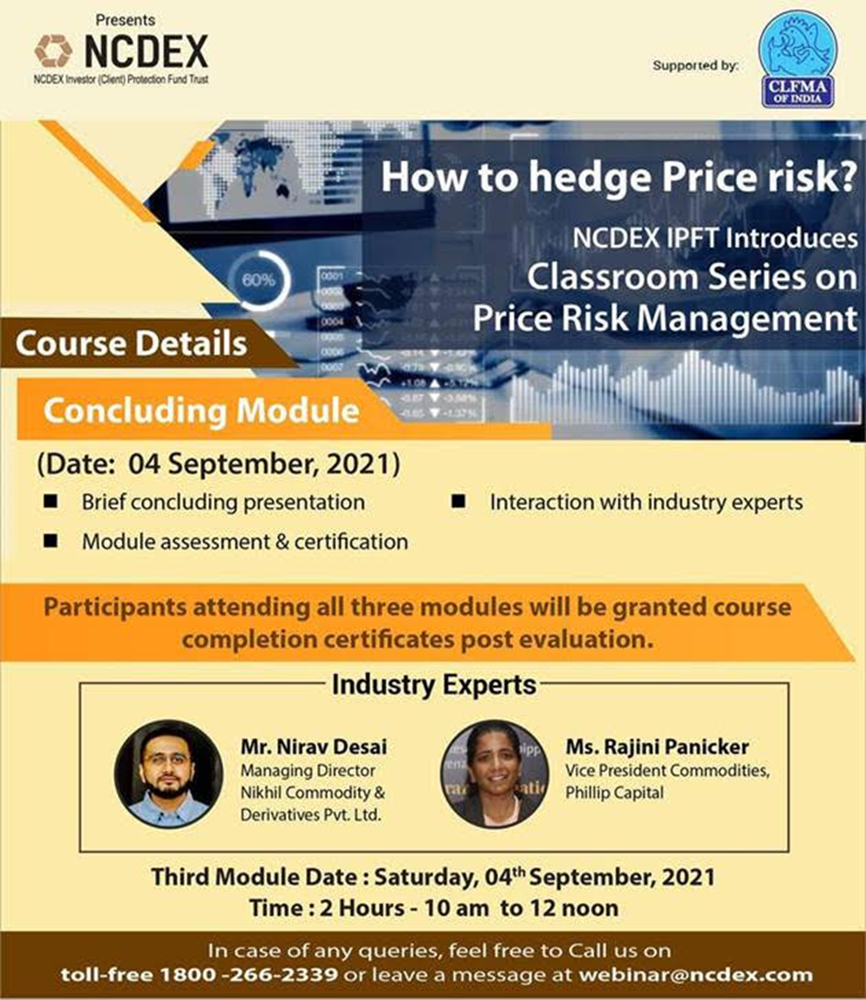 Presents
NCDEX
NCDEX Investor (Client) Protection Fund Trust
Supported by:
CLFMA
OF INDIA
How to hedge Price risk?
NCDEX IPFT Introduces
Classroom Series on
Price Risk Management
60%
0001
0004
0007
Course Details
Concluding Module
(Date: 04 September, 2021)
■ Brief concluding presentation
■ Interaction with industry experts
■ Module assessment & certification
Participants attending all three modules will be granted course
completion certificates post evaluation.
Industry Experts
Mr. Nirav Desai
Managing Director
Nikhil Commodity &
Derivatives Pvt. Ltd.
Ms. Rajini Panicker
Vice President Commodities,
Phillip Capital
Third Module Date : Saturday, 04th September, 2021
Time : 2 Hours - 10 am to 12 noon
In case of any queries, feel free to Call us on
toll-free 1800 -266-2339 or leave a message at webinar@ncdex.com